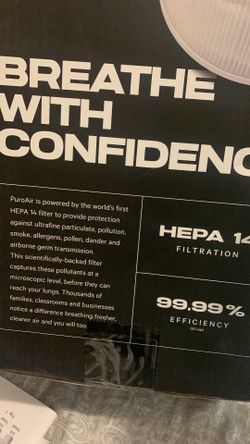 BREATHE
WITH
CONFIDENC
PuroAir is powered by the world's first
HEPA 14 filter to provide protection
against ultrafine particulate, pollution,
smoke, allergens, pollen, dander and
airborne germ transmission.
This scientifically-backed filter
captures these pollutants at a
microscopic level, before they can
reach your lungs. Thousands of
families, classrooms and businesses
notice a difference breathing fresher,
cleaner air and you will too.
HEPA 14
FILTRATION
99.99%
EFFICIENCY